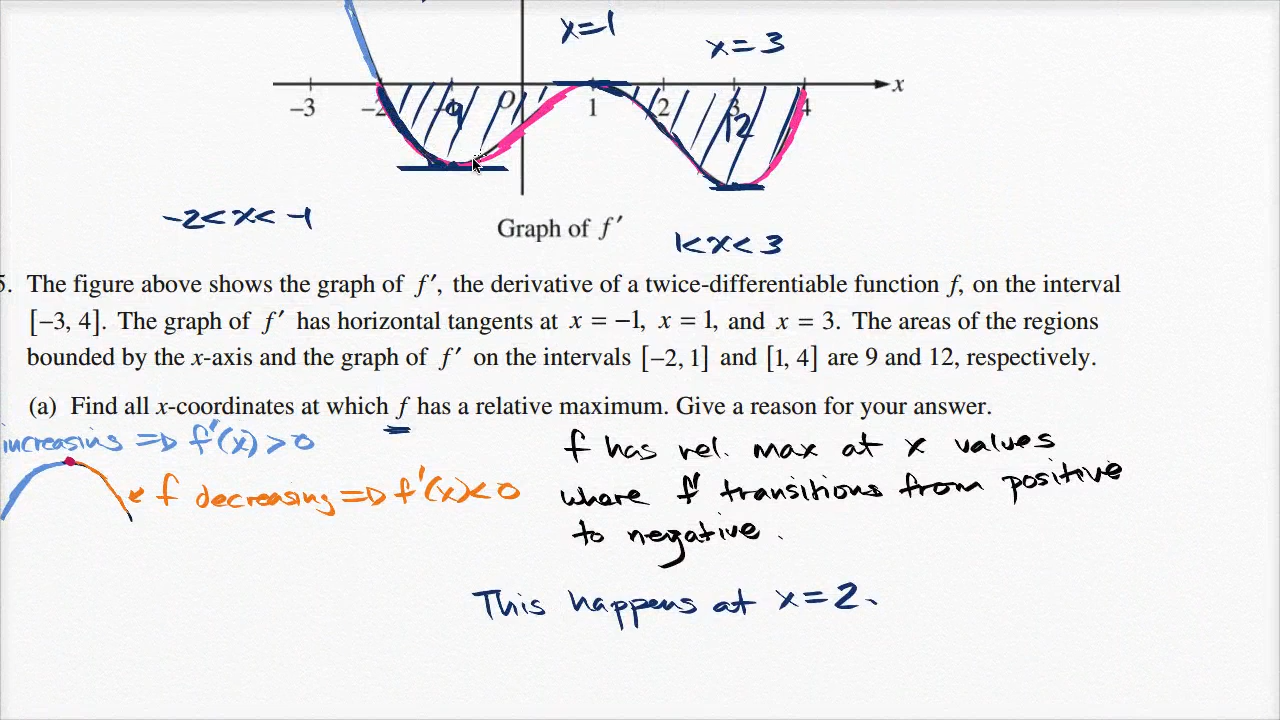 x=1
x=3
-3 -2 -1 O 1 2 3 4 x
9
12
-2<x<-1
Graph of f′
1<x<3
5. The figure above shows the graph of f′, the derivative of a twice-differentiable function f, on the interval
[−3, 4]. The graph of f′ has horizontal tangents at x = −1, x = 1, and x = 3. The areas of the regions
bounded by the x-axis and the graph of f′ on the intervals [−2, 1] and [1, 4] are 9 and 12, respectively.
(a) Find all x-coordinates at which f has a relative maximum. Give a reason for your answer.
increasing ⇒ f'(x)>0
f decreasing ⇒ f'(x)<0
f has rel. max at x values
where f' transitions from positive
to negative.
This happens at x=2.